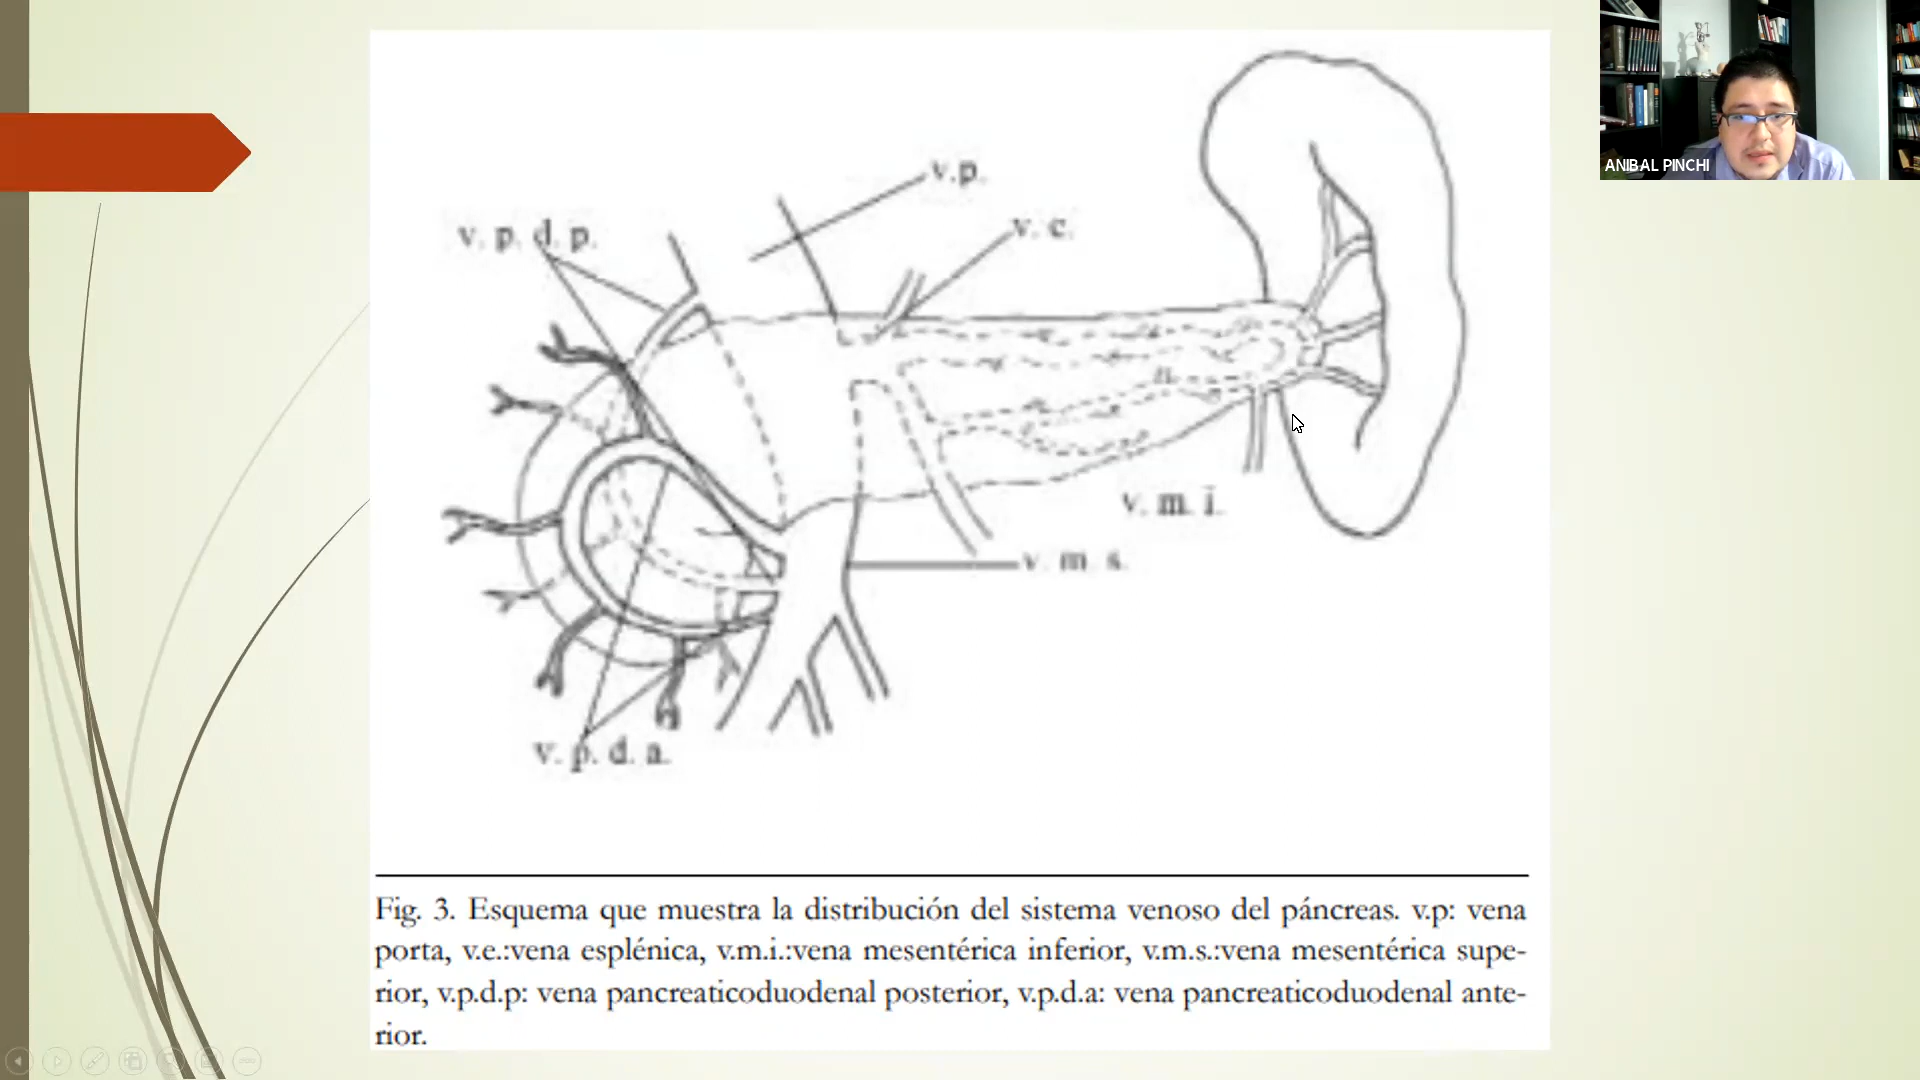 ANIBAL PINCHI
v.p.
v. p. d. p.
v. c.
v. m. i.
v. m. s.
v. p. d. a.
Fig. 3. Esquema que muestra la distribución del sistema venoso del páncreas. v.p: vena
porta, v.e.:vena esplénica, v.m.i.:vena mesentérica inferior, v.m.s.:vena mesentérica supe-
rior, v.p.d.p: vena pancreaticoduodenal posterior, v.p.d.a: vena pancreaticoduodenal ante-
rior.